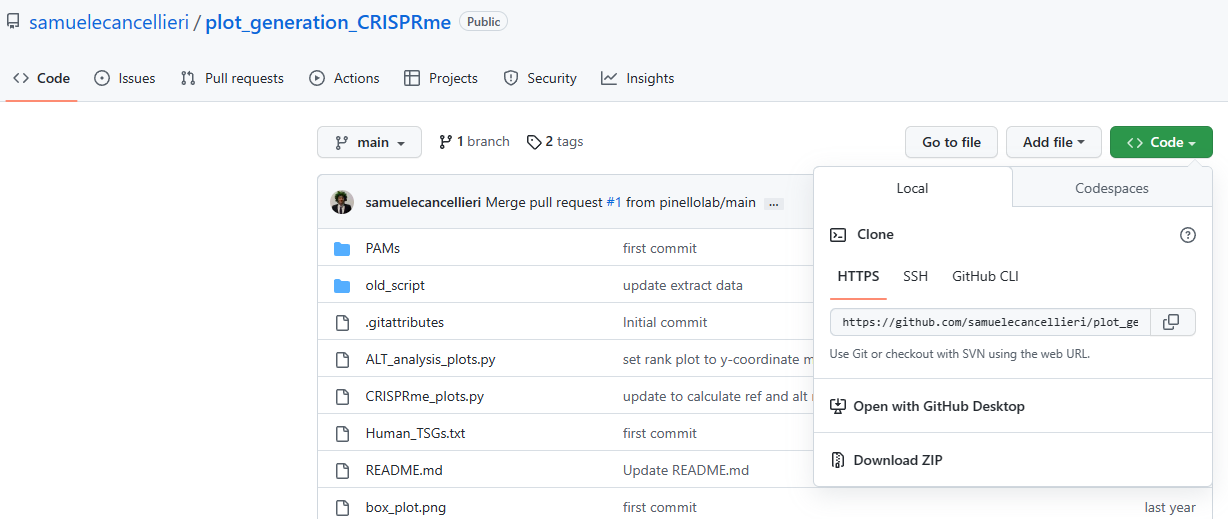 samuelecancellieri / plot_generation_CRISPRme Public
Code Issues Pull requests Actions Projects Security Insights
main 1 branch 2 tags Go to file Add file Code
samuelecancellieri Merge pull request #1 from pinellolab/main ...
PAMs first commit
old_script update extract data
.gitattributes Initial commit
ALT_analysis_plots.py set rank plot to y-coordinate
CRISPRme_plots.py update to calculate ref and alt
Human_TSGs.txt first commit
README.md Update README.md
box_plot.png first commit last year
Local Codespaces
Clone
HTTPS SSH GitHub CLI
https://github.com/samuelecancellieri/plot_ge
Use Git or checkout with SVN using the web URL.
Open with GitHub Desktop
Download ZIP